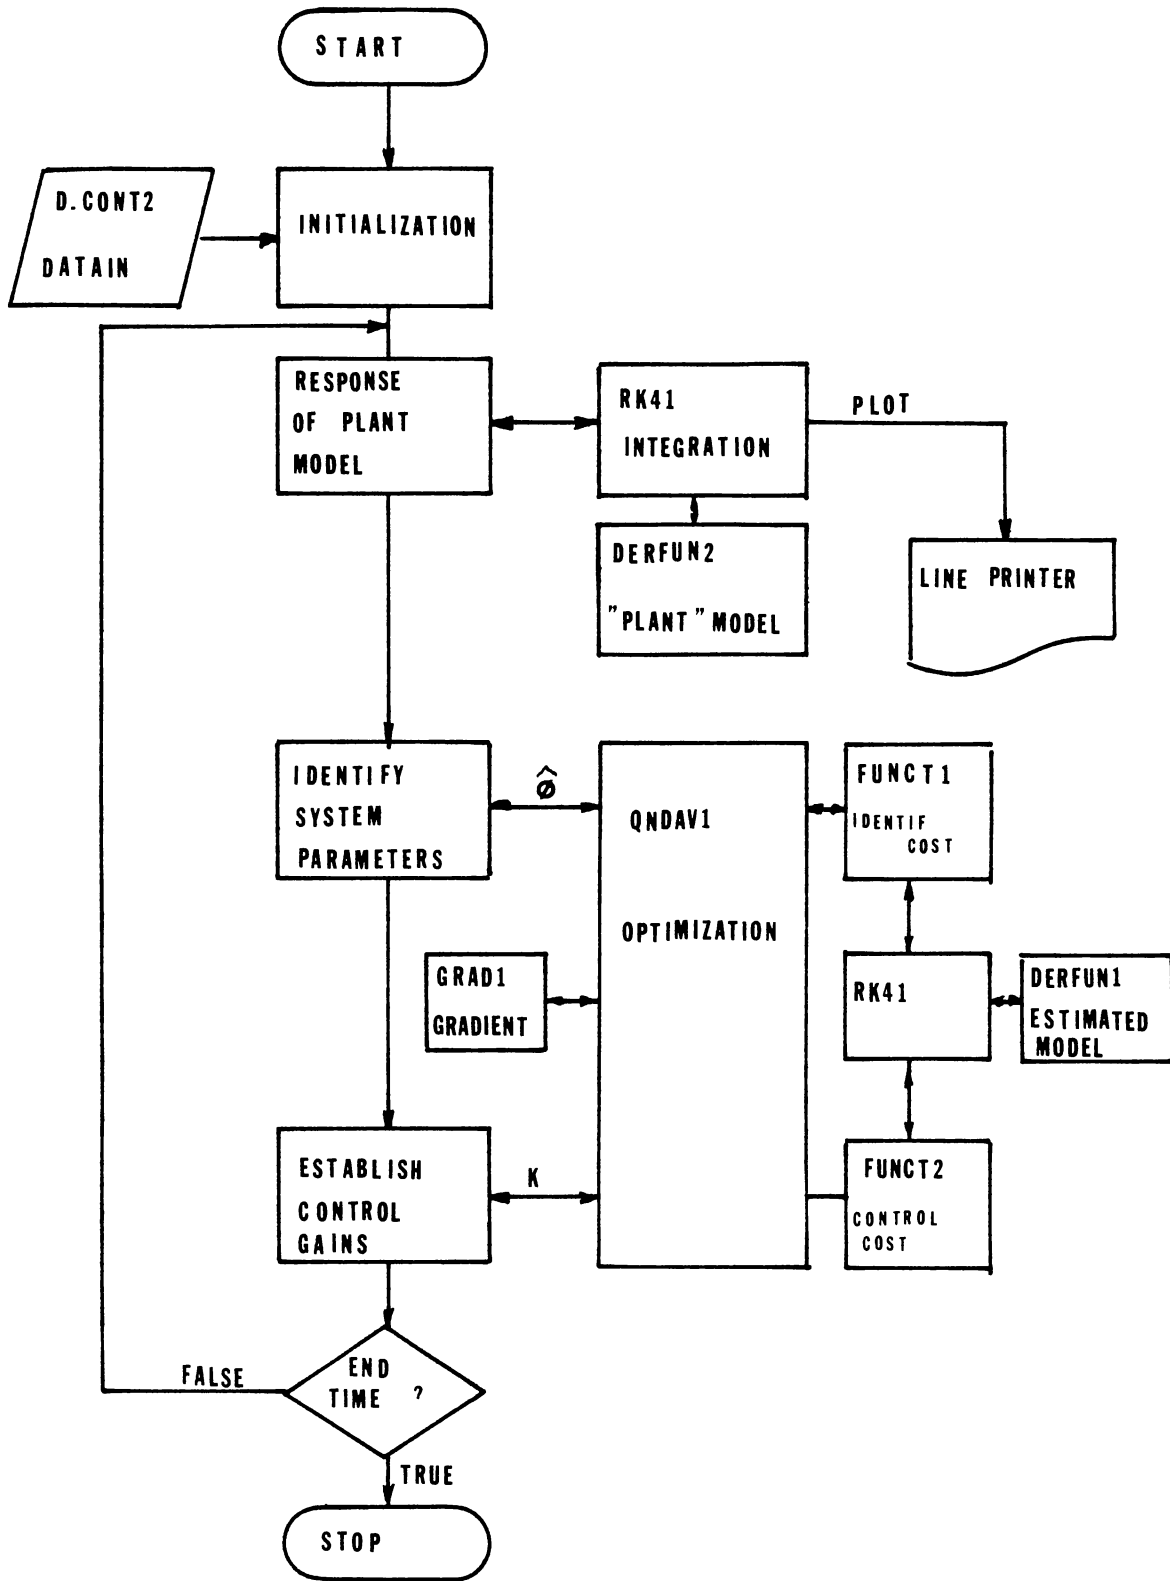 START
D.CONT2
DATAIN
INITIALIZATION
RESPONSE
OF PLANT
MODEL
RK41
INTEGRATION
PLOT
DERFUN2
"PLANT" MODEL
LINE PRINTER
IDENTIFY
SYSTEM
PARAMETERS
φ̂
QNDAV1
OPTIMIZATION
FUNCT1
IDENTIF
COST
GRAD1
GRADIENT
RK41
DERFUN1
ESTIMATED
MODEL
ESTABLISH
CONTROL
GAINS
K
FUNCT2
CONTROL
COST
END
TIME ?
FALSE
TRUE
STOP